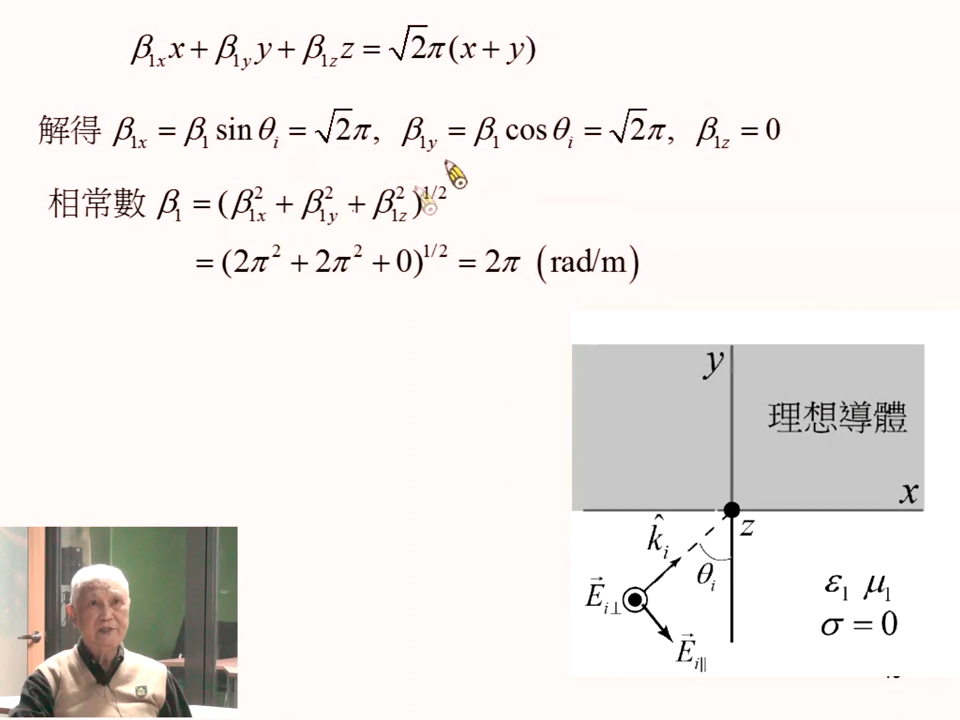 β₁ₓx + β₁ᵧy + β₁zz = √2π(x + y)
解得 β₁ₓ = β₁ sin θᵢ = √2π, β₁ᵧ = β₁ cos θᵢ = √2π, β₁z = 0
相常數 β₁ = (β₁ₓ² + β₁ᵧ² + β₁z²)^1/2
= (2π² + 2π² + 0)^1/2 = 2π (rad/m)
y
理想導體
x
z
k̂ᵢ
θᵢ
E⃗ᵢ⊥
E⃗ᵢ∥
ε₁ μ₁
σ = 0